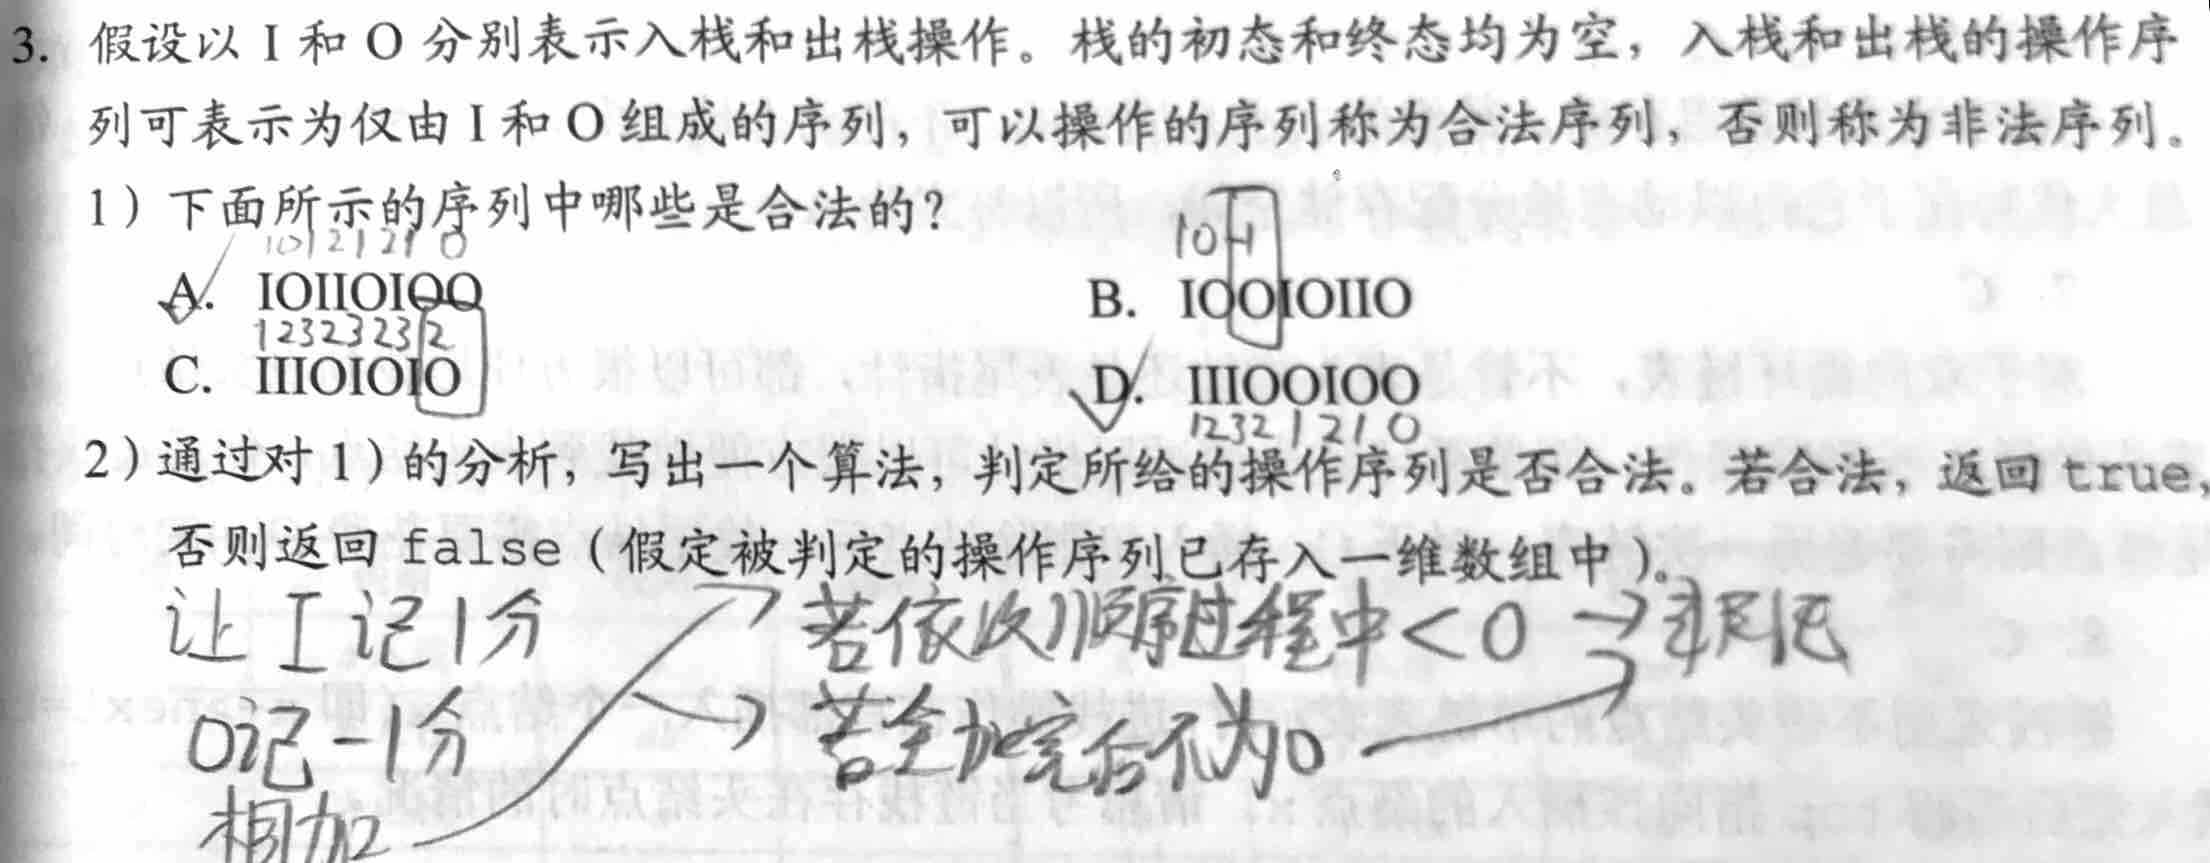 3. 假设以 I 和 O 分别表示入栈和出栈操作。栈的初态和终态均为空，入栈和出栈的操作序
列可表示为仅由 I 和 O 组成的序列，可以操作的序列称为合法序列，否则称为非法序列。
1）下面所示的序列中哪些是合法的？
10121210
10-1
A. IOIIOIOO
B. IOOIOIIO
12323232
C. IIIOIOIO
D. IIIOOIOO
12321210
2）通过对 1）的分析，写出一个算法，判定所给的操作序列是否合法。若合法，返回 true，
否则返回 false（假定被判定的操作序列已存入一维数组中）。
让 I 记1分
若依次顺序过程中<0 → 非法
O记-1分
若全加完后不为0
相加